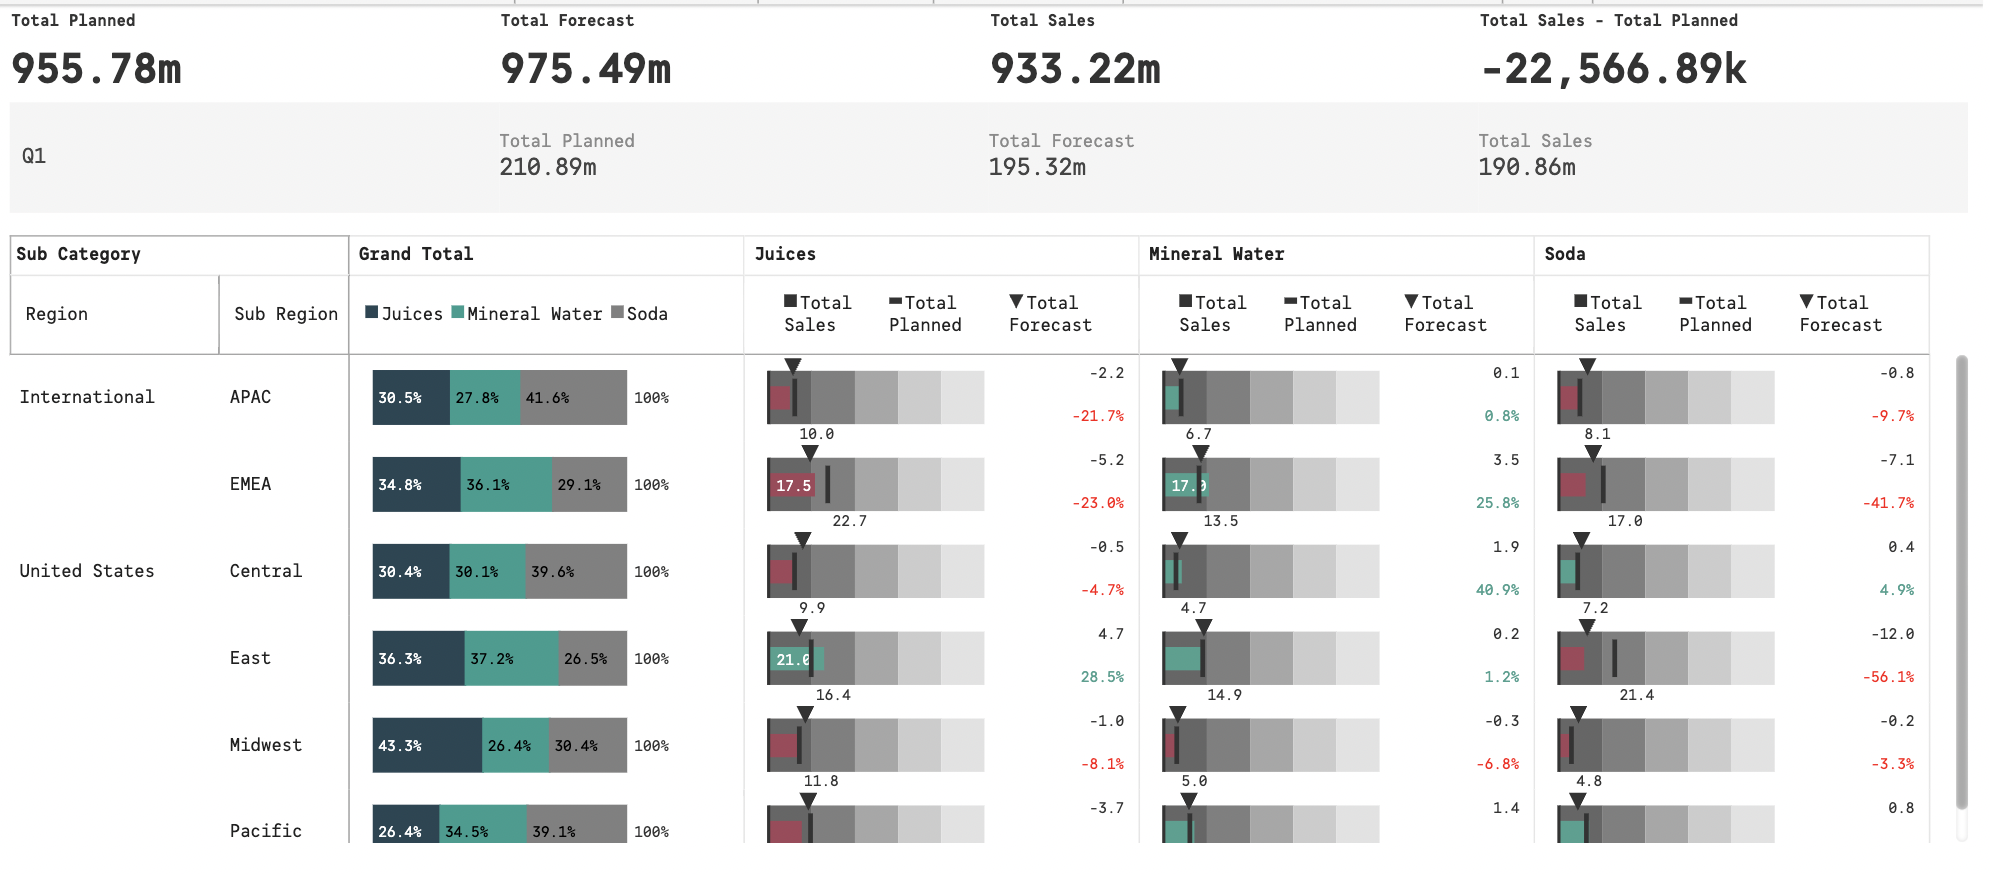 Total Planned Total Forecast Total Sales Total Sales - Total Planned
955.78m 975.49m 933.22m -22,566.89k
Q1 Total Planned Total Forecast Total Sales
210.89m 195.32m 190.86m
Sub Category Grand Total Juices Mineral Water Soda
Region Sub Region Juices Mineral Water Soda Total Sales Total Planned Total Forecast Total Sales Total Planned Total Forecast Total Sales Total Planned Total Forecast
International APAC 30.5% 27.8% 41.6% 100% -2.2 0.1 -0.8
-21.7% 0.8% -9.7%
10.0 6.7 8.1
EMEA 34.8% 36.1% 29.1% 100% 17.5 -5.2 17.0 3.5 -7.1
-23.0% 25.8% -41.7%
22.7 13.5 17.0
United States Central 30.4% 30.1% 39.6% 100% -0.5 1.9 0.4
-4.7% 40.9% 4.9%
9.9 4.7 7.2
East 36.3% 37.2% 26.5% 100% 21.0 4.7 0.2 -12.0
28.5% 1.2% -56.1%
16.4 14.9 21.4
Midwest 43.3% 26.4% 30.4% 100% -1.0 -0.3 -0.2
-8.1% -6.8% -3.3%
11.8 5.0 4.8
Pacific 26.4% 34.5% 39.1% 100% -3.7 1.4 0.8